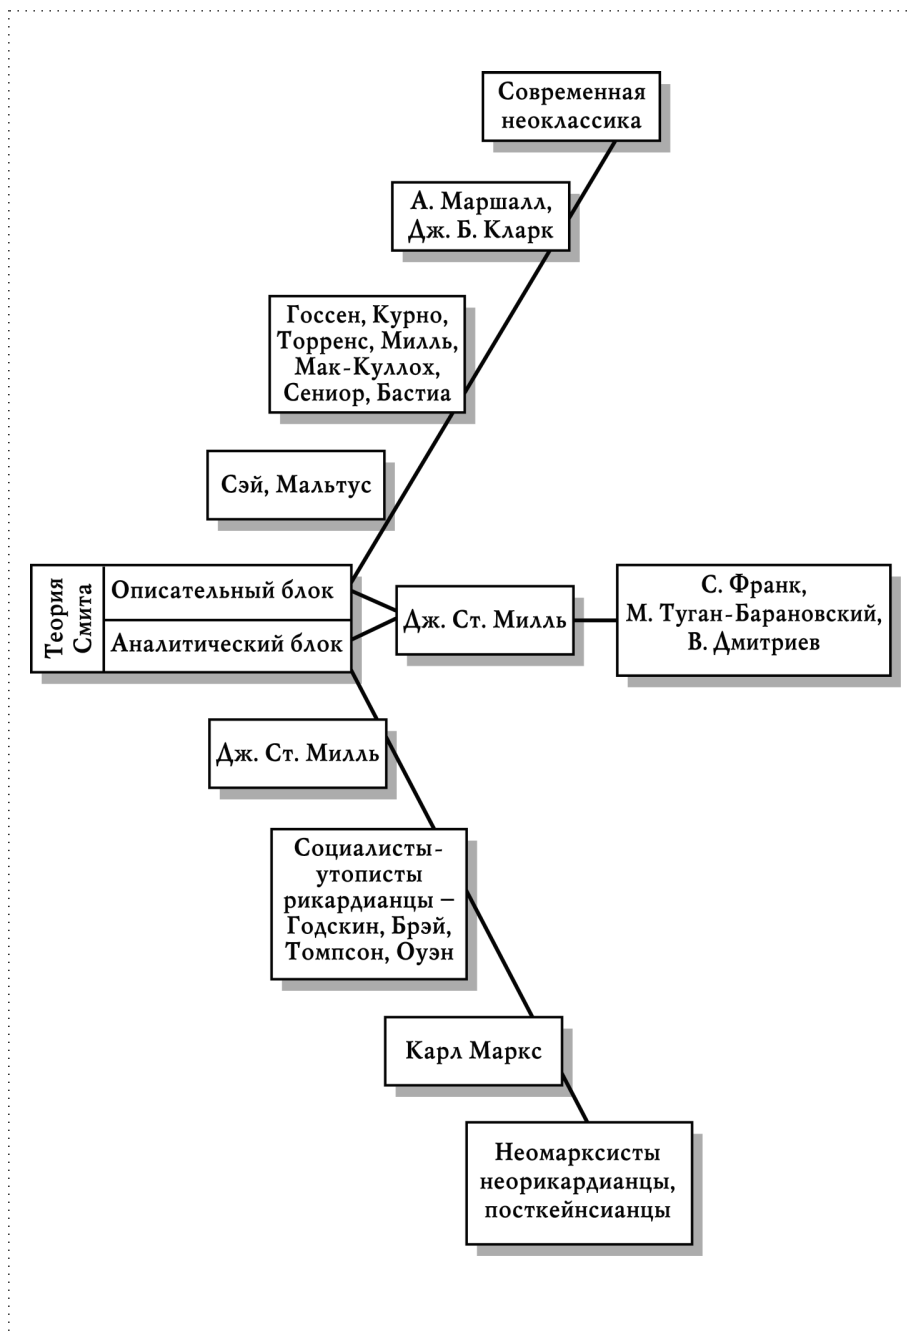 Современная
неоклассика
А. Маршалл,
Дж. Б. Кларк
Госсен, Курно,
Торренс, Милль,
Мак-Куллох,
Сениор, Бастиа
Сэй, Мальтус
Теория
Смита
Описательный блок
Аналитический блок
Дж. Ст. Милль
С. Франк,
М. Туган-Барановский,
В. Дмитриев
Дж. Ст. Милль
Социалисты-
утописты
рикардианцы –
Годскин, Брэй,
Томпсон, Оуэн
Карл Маркс
Неомарксисты
неорикардианцы,
посткейнсианцы